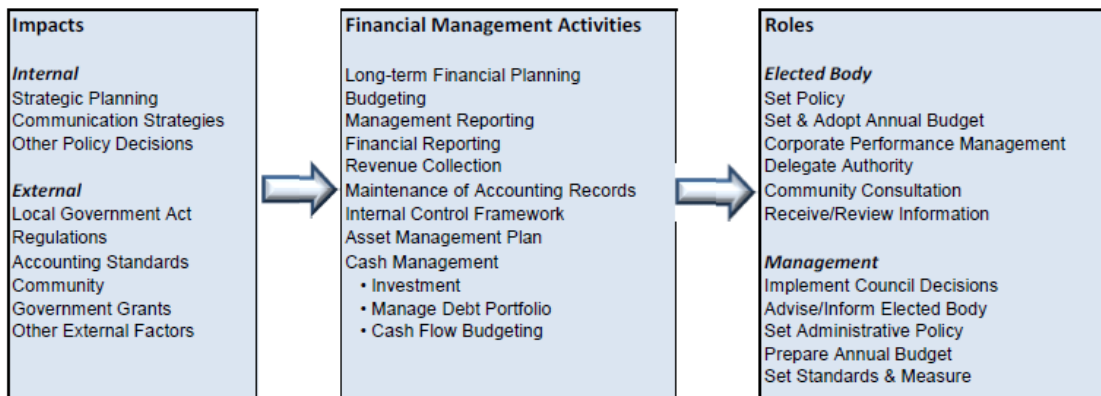 Impacts
Internal
Strategic Planning
Communication Strategies
Other Policy Decisions
External
Local Government Act
Regulations
Accounting Standards
Community
Government Grants
Other External Factors
Financial Management Activities
Long-term Financial Planning
Budgeting
Management Reporting
Financial Reporting
Revenue Collection
Maintenance of Accounting Records
Internal Control Framework
Asset Management Plan
Cash Management
• Investment
• Manage Debt Portfolio
• Cash Flow Budgeting
Roles
Elected Body
Set Policy
Set & Adopt Annual Budget
Corporate Performance Management
Delegate Authority
Community Consultation
Receive/Review Information
Management
Implement Council Decisions
Advise/Inform Elected Body
Set Administrative Policy
Prepare Annual Budget
Set Standards & Measure